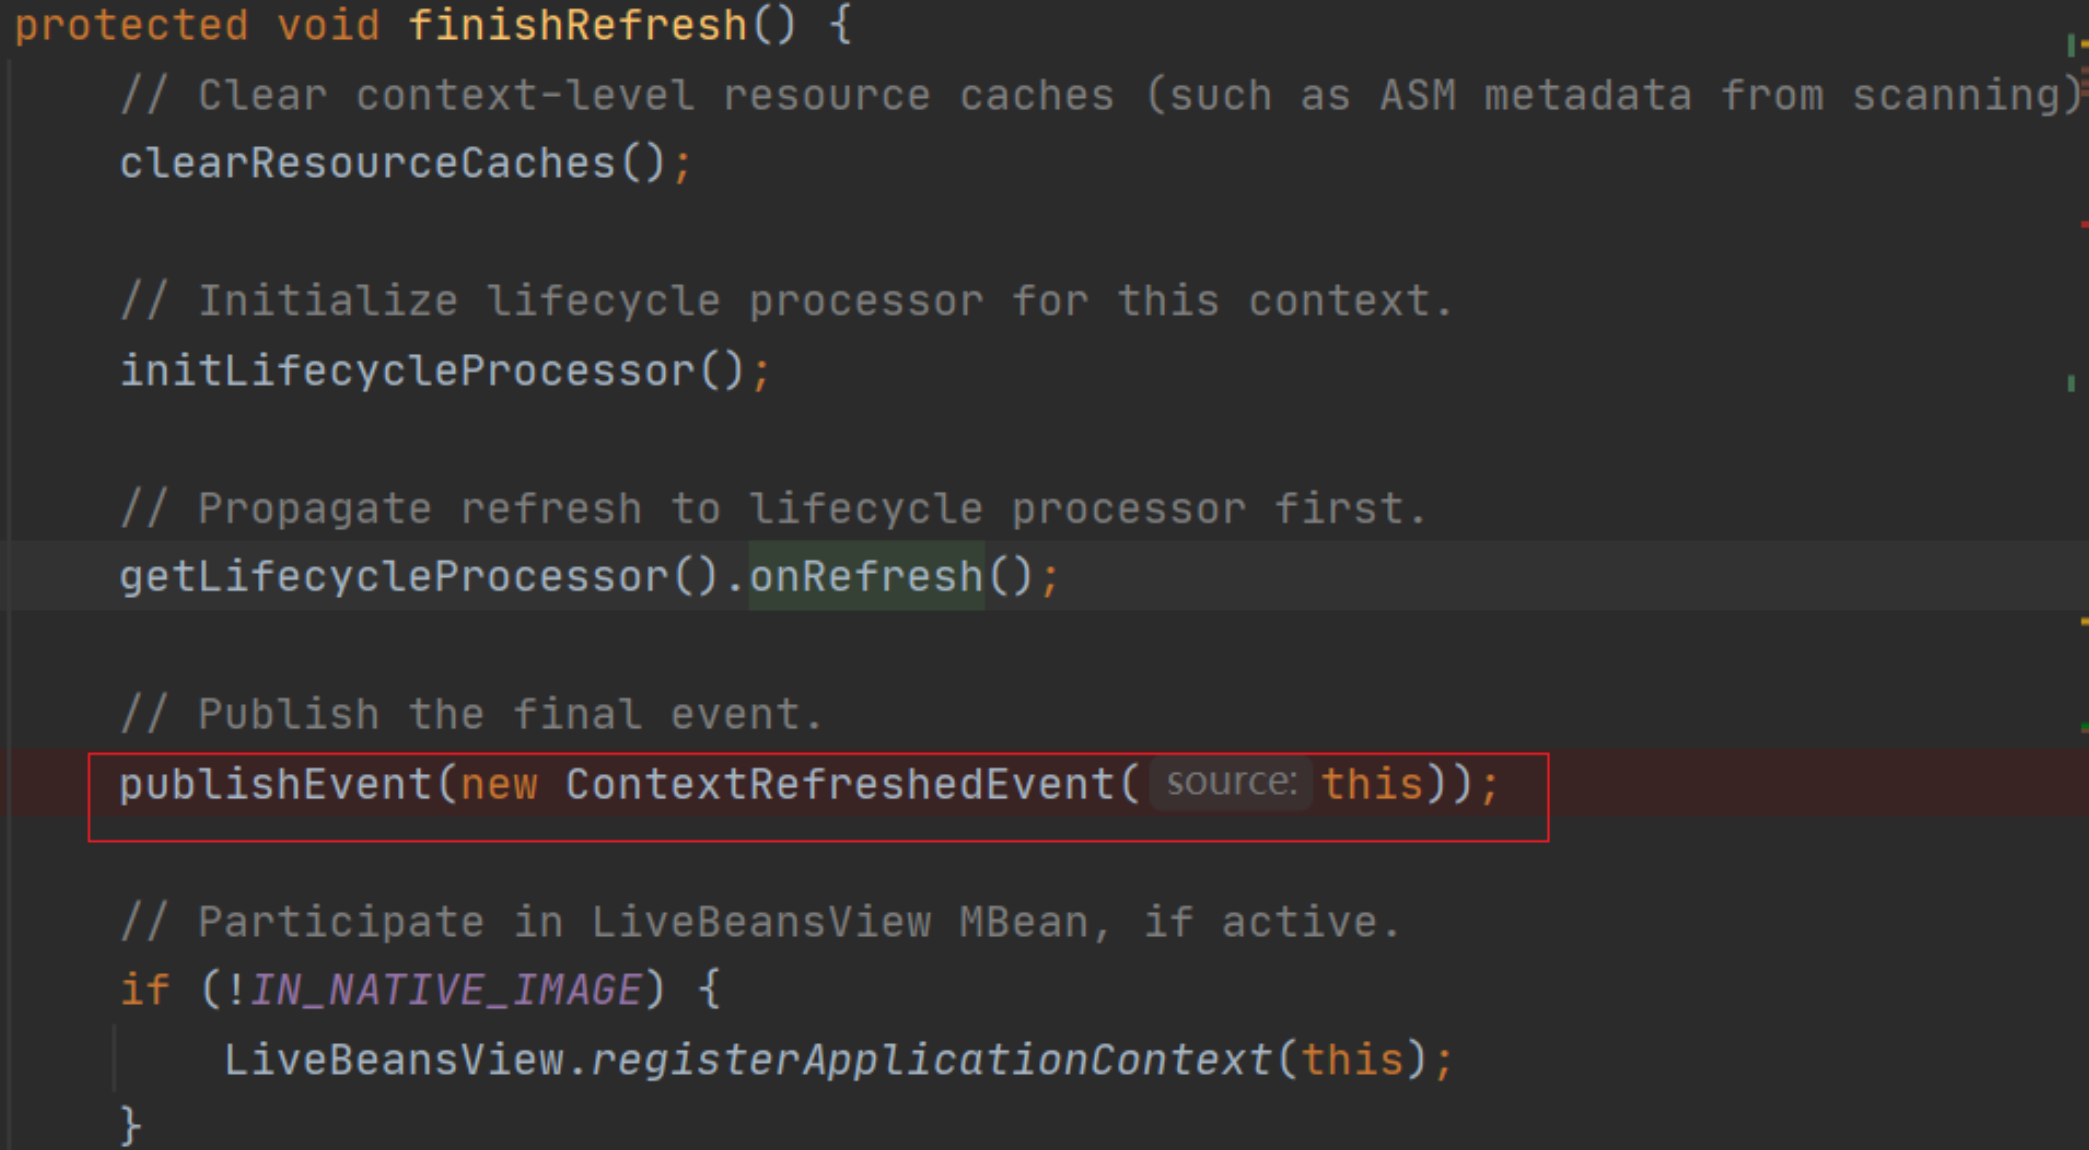 protected void finishRefresh() {
// Clear context-level resource caches (such as ASM metadata from scanning)
clearResourceCaches();
// Initialize lifecycle processor for this context.
initLifecycleProcessor();
// Propagate refresh to lifecycle processor first.
getLifecycleProcessor().onRefresh();
// Publish the final event.
publishEvent(new ContextRefreshedEvent( source: this));
// Participate in LiveBeansView MBean, if active.
if (!IN_NATIVE_IMAGE) {
LiveBeansView.registerApplicationContext(this);
}